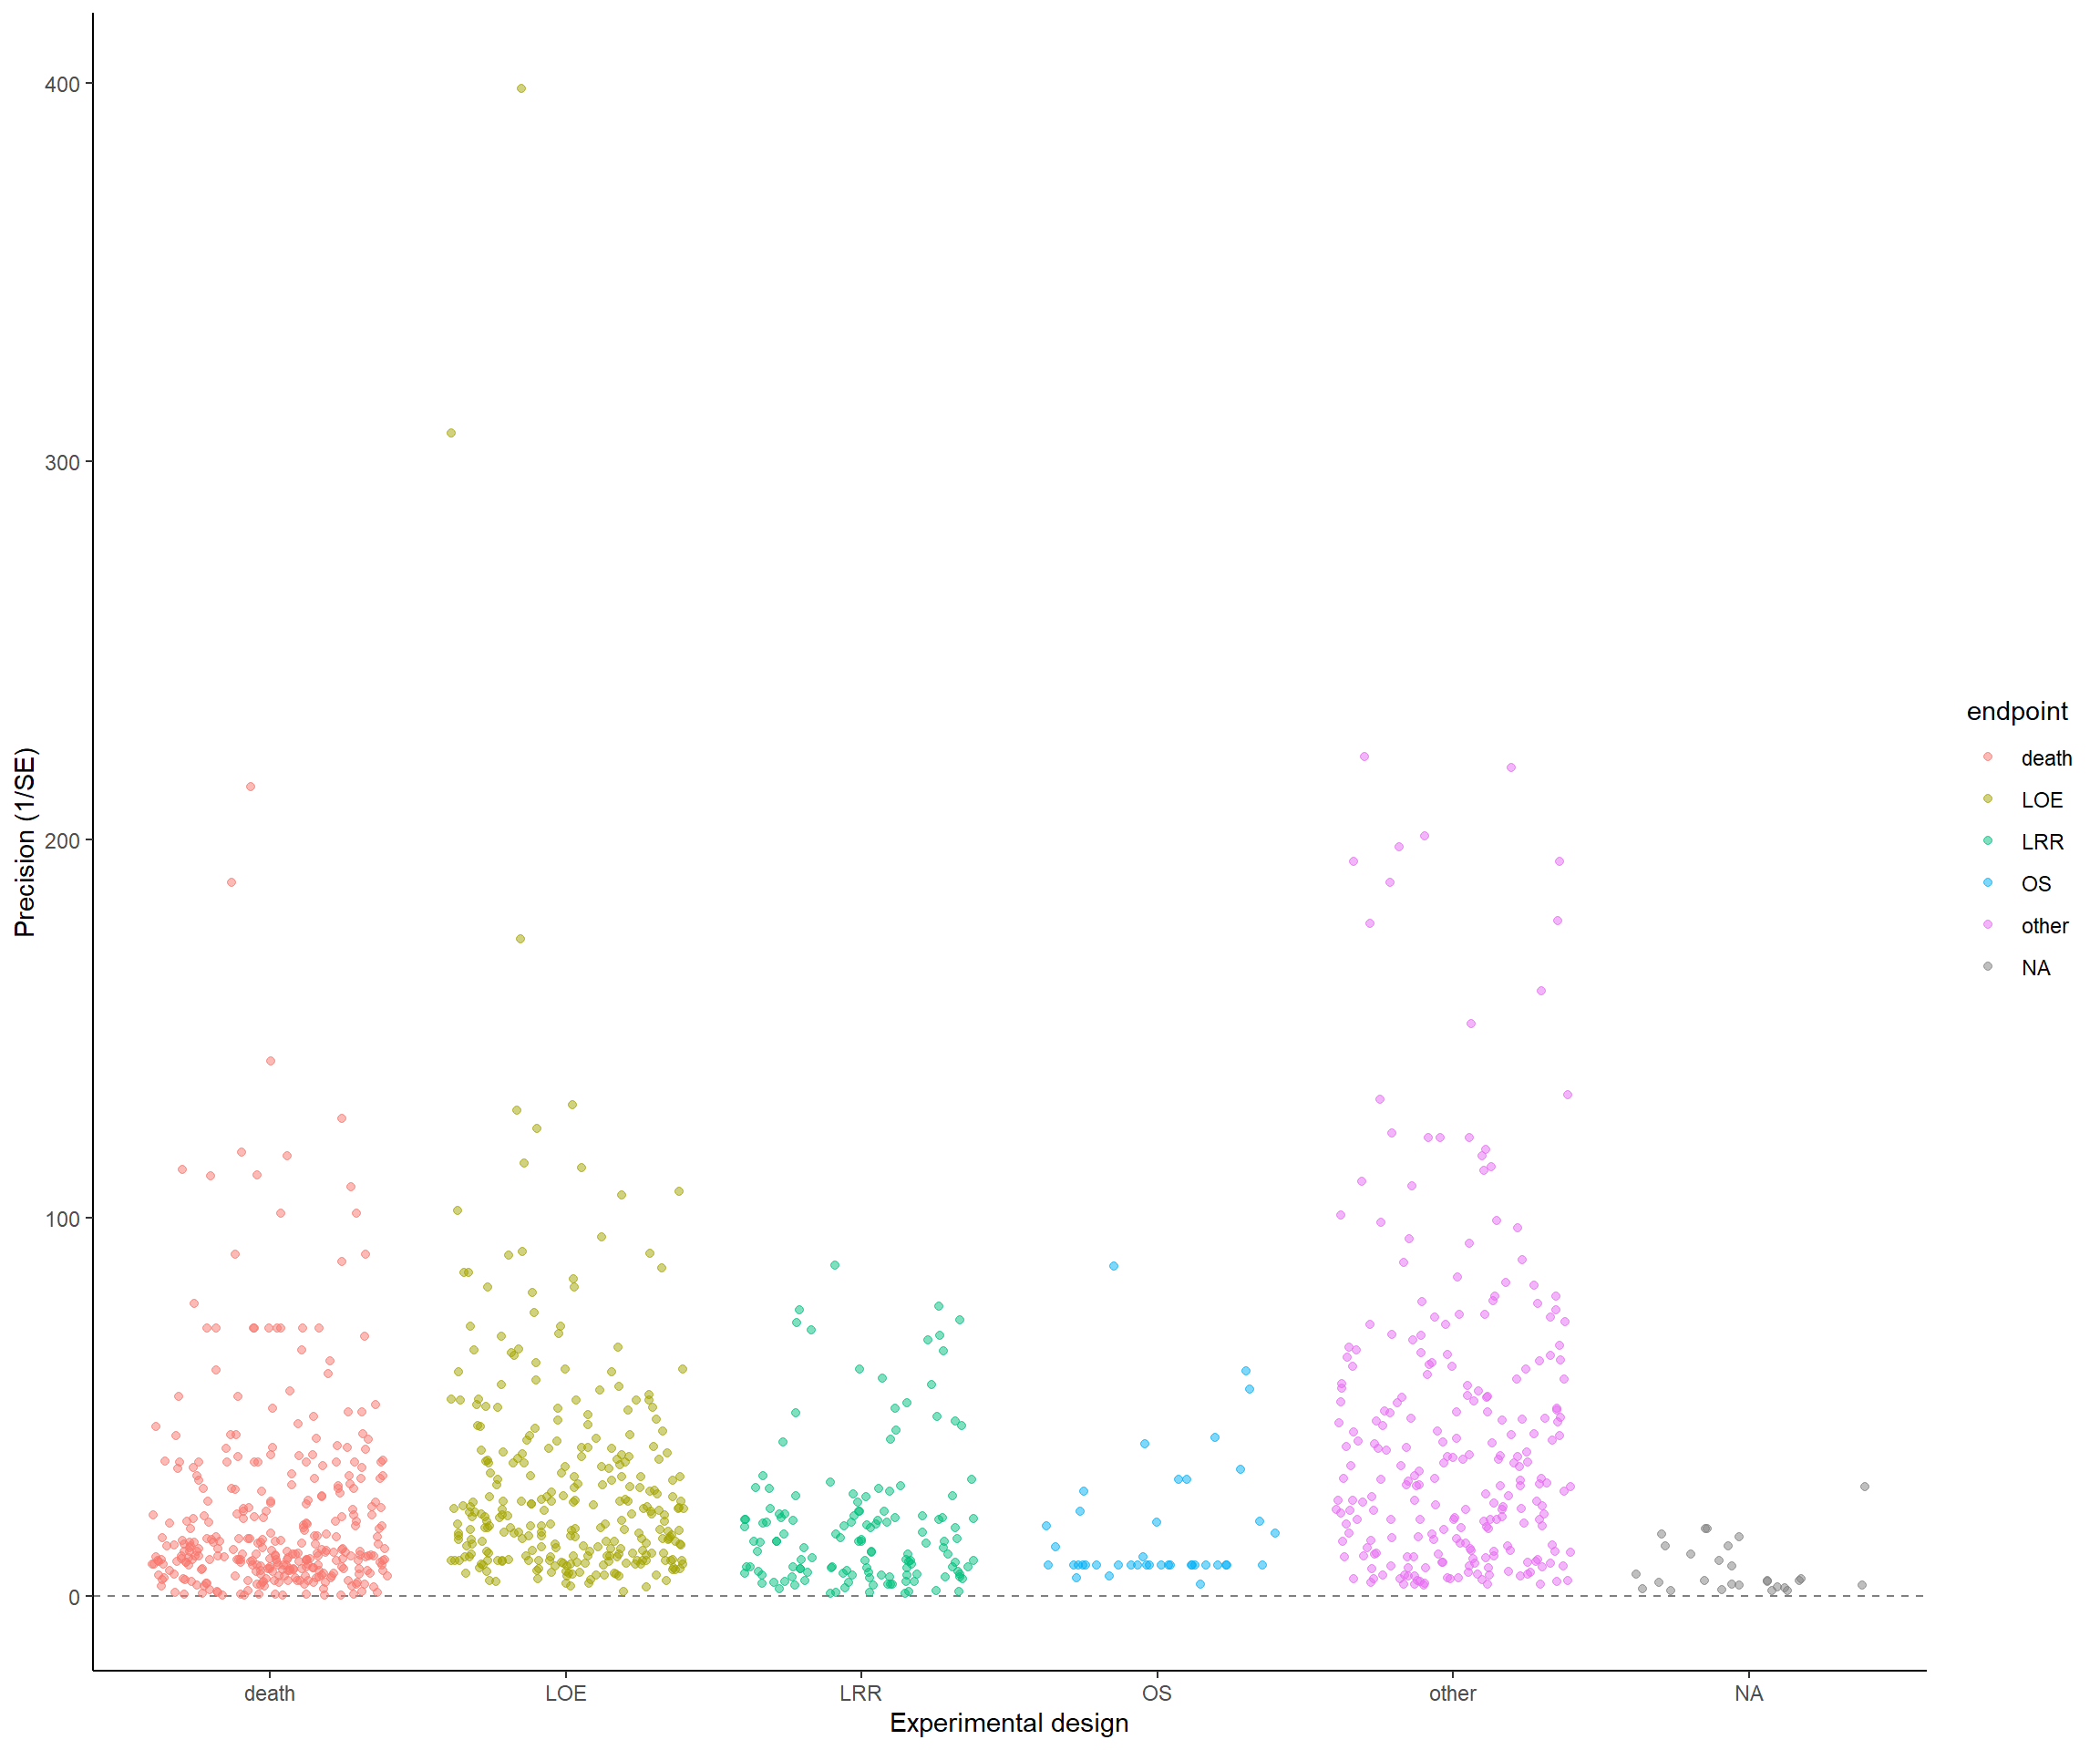 Precision (1/SE)
400
300
200
100
0
death
LOE
LRR
OS
other
NA
Experimental design
endpoint
death
LOE
LRR
OS
other
NA